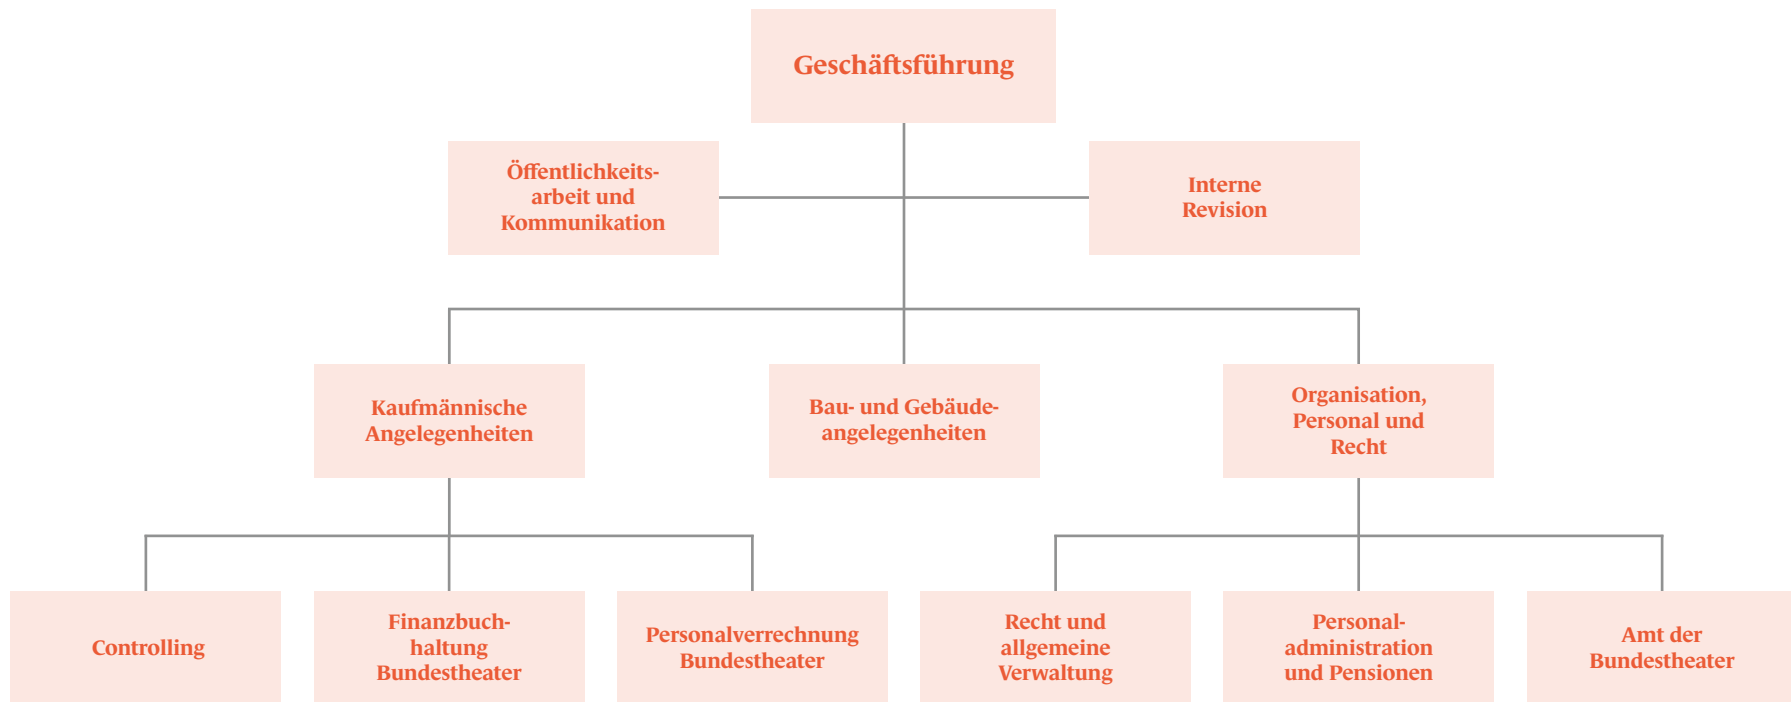 Geschäftsführung
Öffentlichkeits-
arbeit und
Kommunikation
Interne
Revision
Kaufmännische
Angelegenheiten
Bau- und Gebäude-
angelegenheiten
Organisation,
Personal und
Recht
Controlling
Finanzbuch-
haltung
Bundestheater
Personalverrechnung
Bundestheater
Recht und
allgemeine
Verwaltung
Personal-
administration
und Pensionen
Amt der
Bundestheater